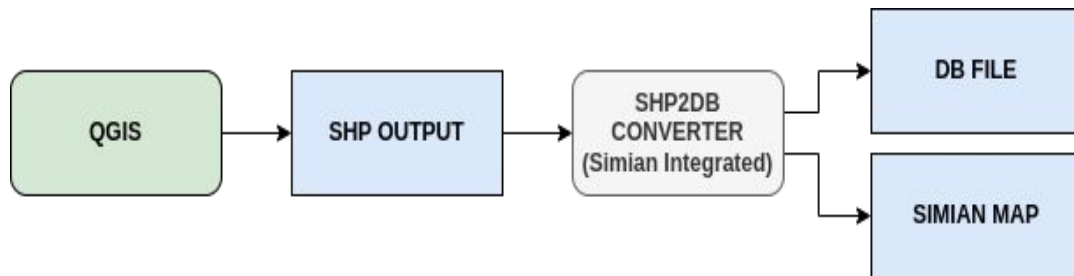 QGIS
SHP OUTPUT
SHP2DB
CONVERTER
(Simian Integrated)
DB FILE
SIMIAN MAP